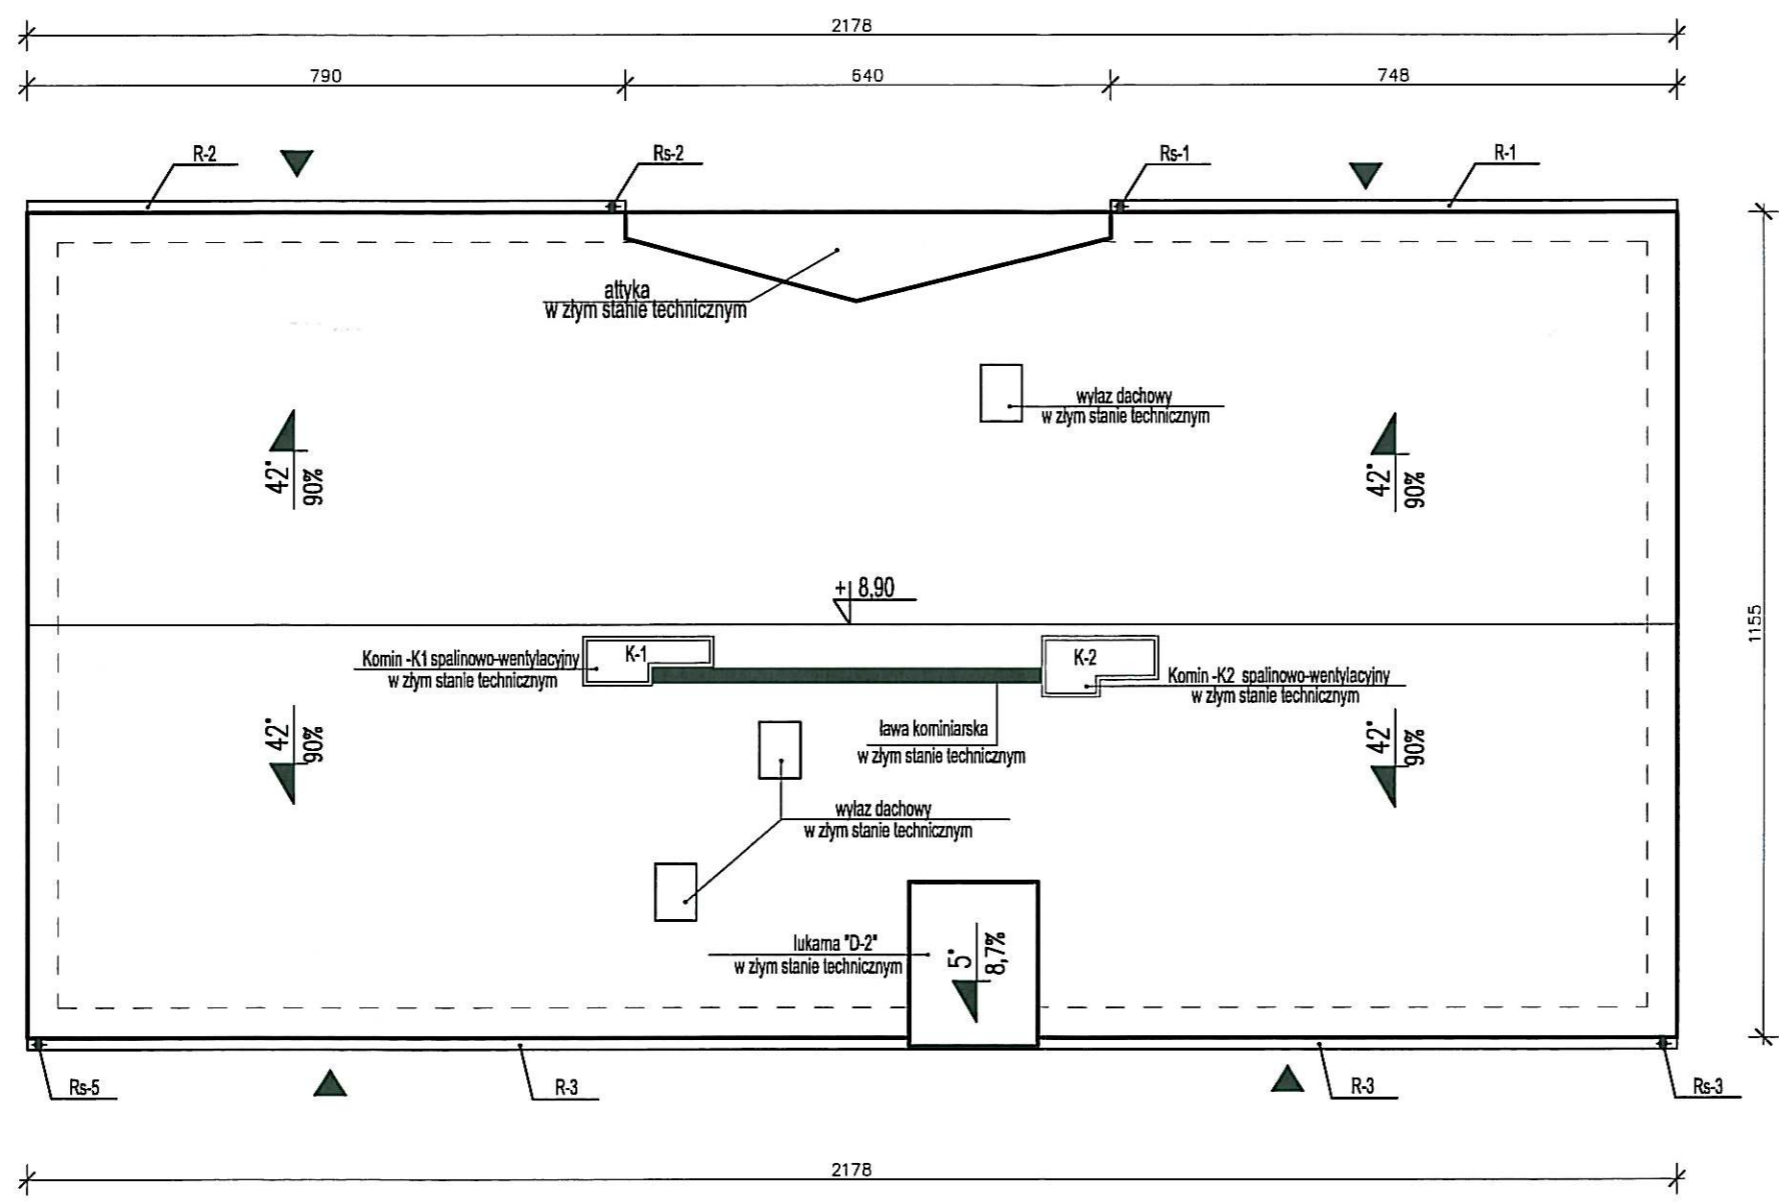 2178
790
640
748
R-2
Rs-2
Rs-1
R-1
attyka
w złym stanie technicznym
wyłaz dachowy
w złym stanie technicznym
42°
90%
42°
90%
1155
+ 8,90
K-1
K-2
Komin -K1 spalinowo-wentylacyjny
w złym stanie technicznym
Komin -K2 spalinowo-wentylacyjny
w złym stanie technicznym
ława kominiarska
w złym stanie technicznym
42°
90%
42°
90%
wyłaz dachowy
w złym stanie technicznym
lukarna "D-2"
w złym stanie technicznym
5°
8,7%
Rs-5
R-3
R-3
Rs-3
2178